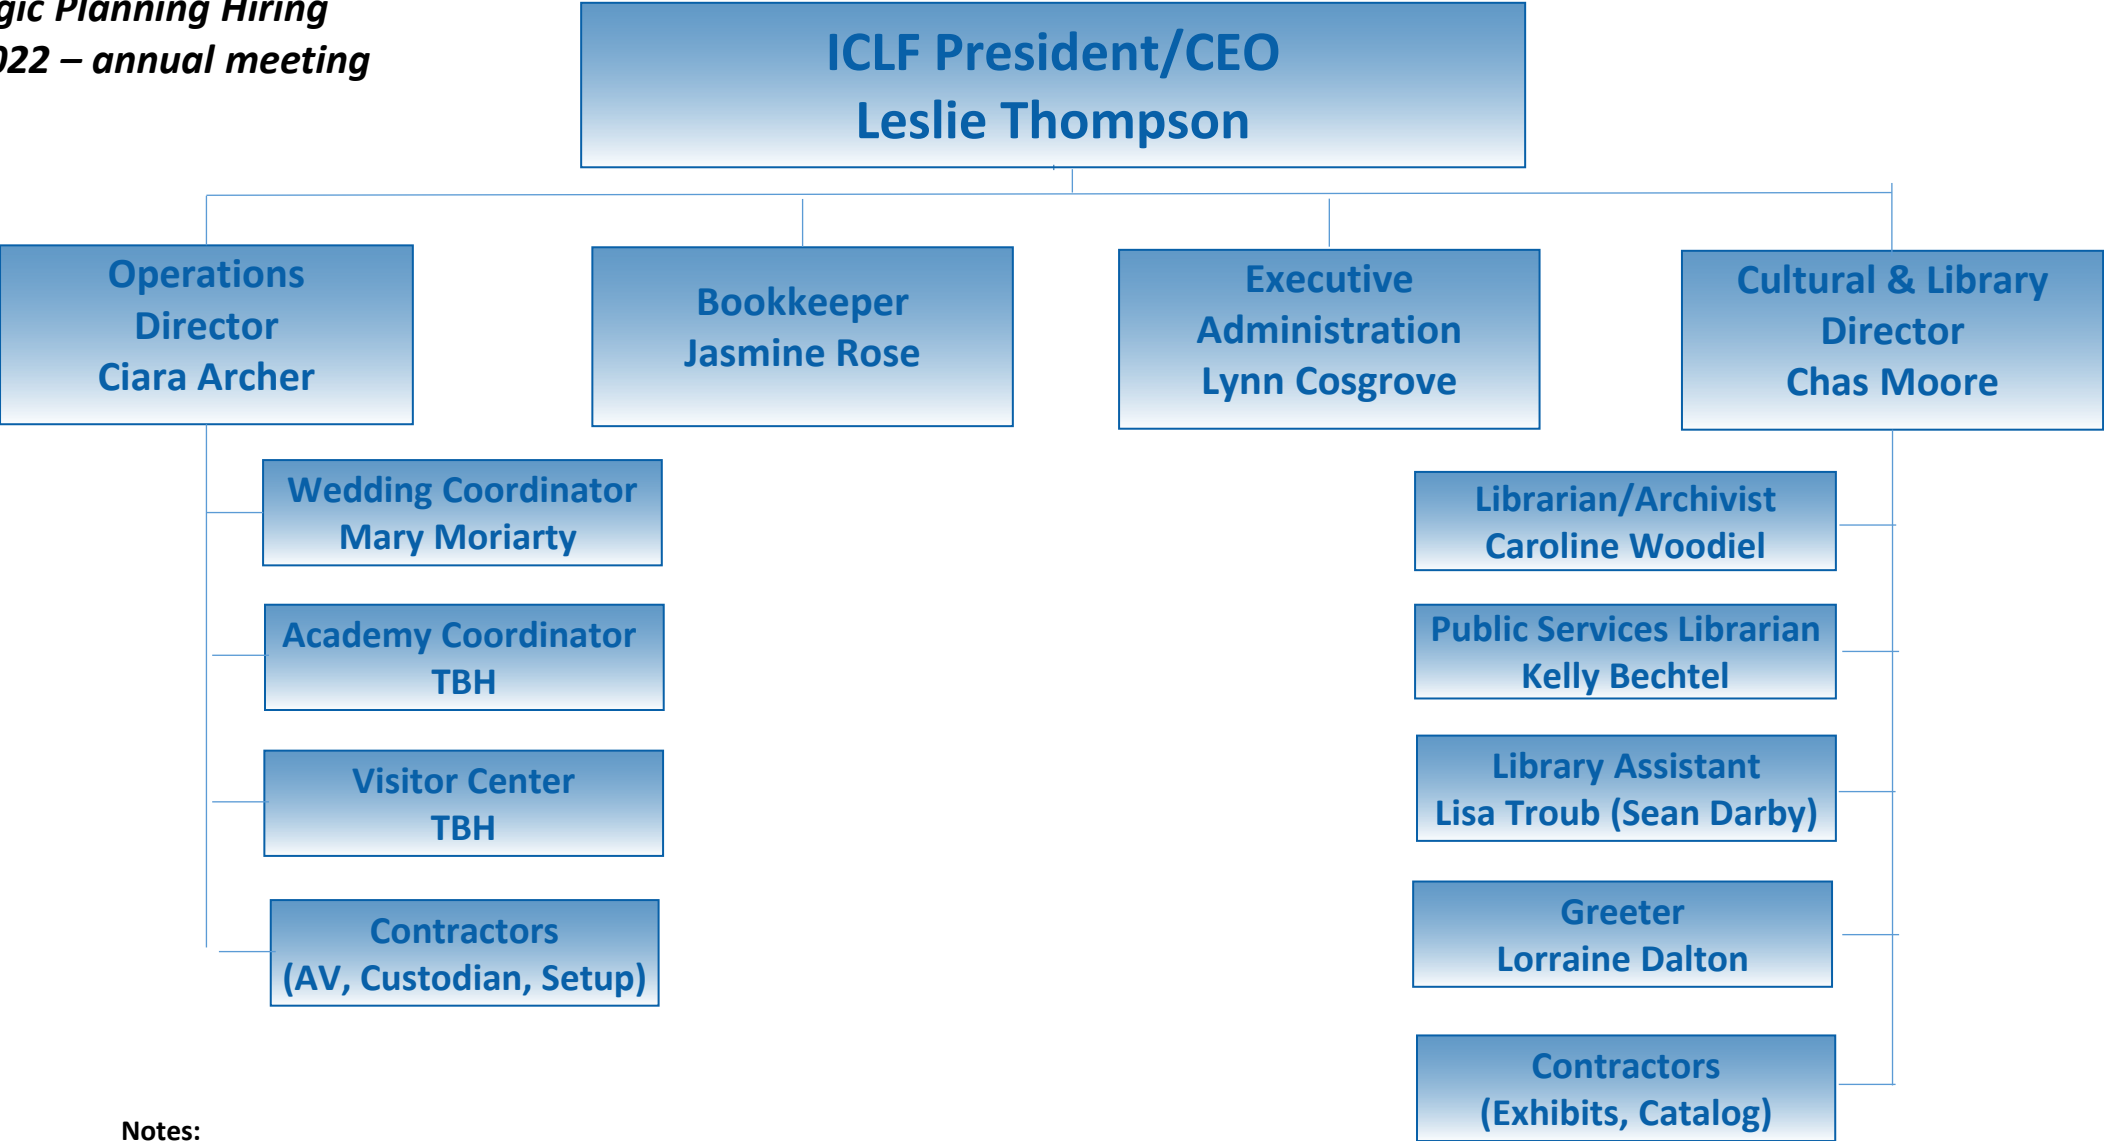 Planning Hiring
– annual meeting
ICLF President/CEO
Leslie Thompson
Operations
Director
Ciara Archer
Bookkeeper
Jasmine Rose
Executive
Administration
Lynn Cosgrove
Cultural & Library
Director
Chas Moore
Wedding Coordinator
Mary Moriarty
Academy Coordinator
TBH
Visitor Center
TBH
Contractors
(AV, Custodian, Setup)
Librarian/Archivist
Caroline Woodiel
Public Services Librarian
Kelly Bechtel
Library Assistant
Lisa Troub (Sean Darby)
Greeter
Lorraine Dalton
Contractors
(Exhibits, Catalog)
Notes: